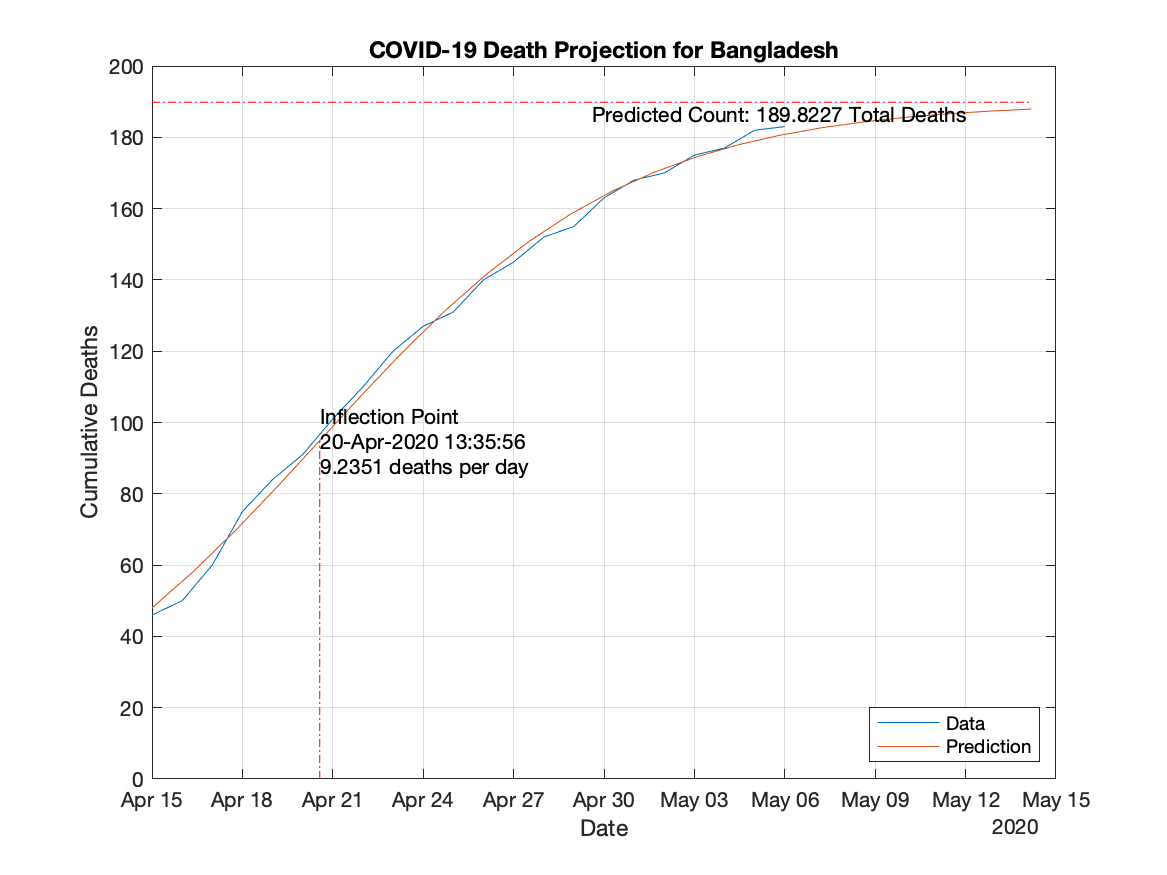 COVID-19 Death Projection for Bangladesh
200
180
160
140
120
100
80
60
40
20
0
Cumulative Deaths
Predicted Count: 189.8227 Total Deaths
Inflection Point
20-Apr-2020 13:35:56
9.2351 deaths per day
Data
Prediction
Apr 15 Apr 18 Apr 21 Apr 24 Apr 27 Apr 30 May 03 May 06 May 09 May 12 May 15
Date
2020